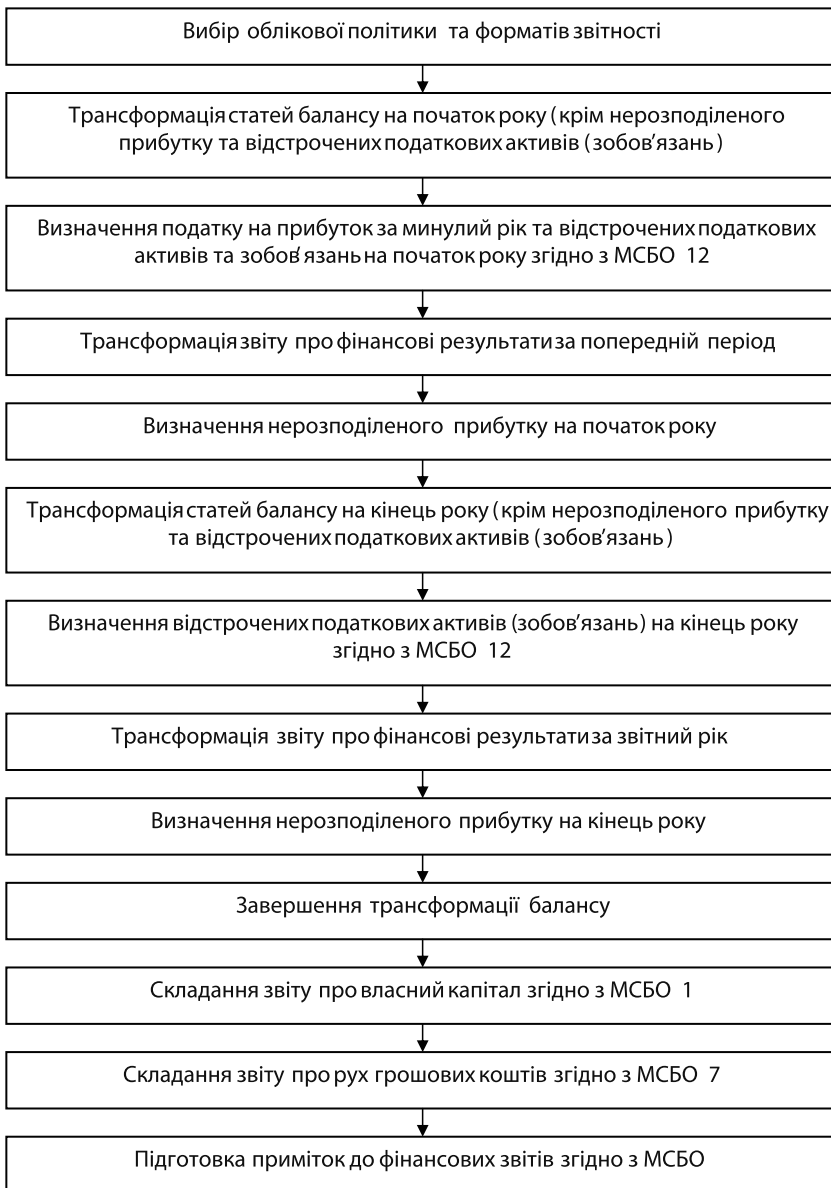 Вибір облікової політики та форматів звітності
Трансформація статей балансу на початок року (крім нерозподіленого
прибутку та відстрочених податкових активів (зобов'язань)
Визначення податку на прибуток за минулий рік та відстрочених податкових
активів та зобов'язань на початок року згідно з МСБО 12
Трансформація звіту про фінансові результати за попередній період
Визначення нерозподіленого прибутку на початок року
Трансформація статей балансу на кінець року (крім нерозподіленого прибутку
та відстрочених податкових активів (зобов'язань)
Визначення відстрочених податкових активів (зобов'язань) на кінець року
згідно з МСБО 12
Трансформація звіту про фінансові результати за звітний рік
Визначення нерозподіленого прибутку на кінець року
Завершення трансформації балансу
Складання звіту про власний капітал згідно з МСБО 1
Складання звіту про рух грошових коштів згідно з МСБО 7
Підготовка приміток до фінансових звітів згідно з МСБО